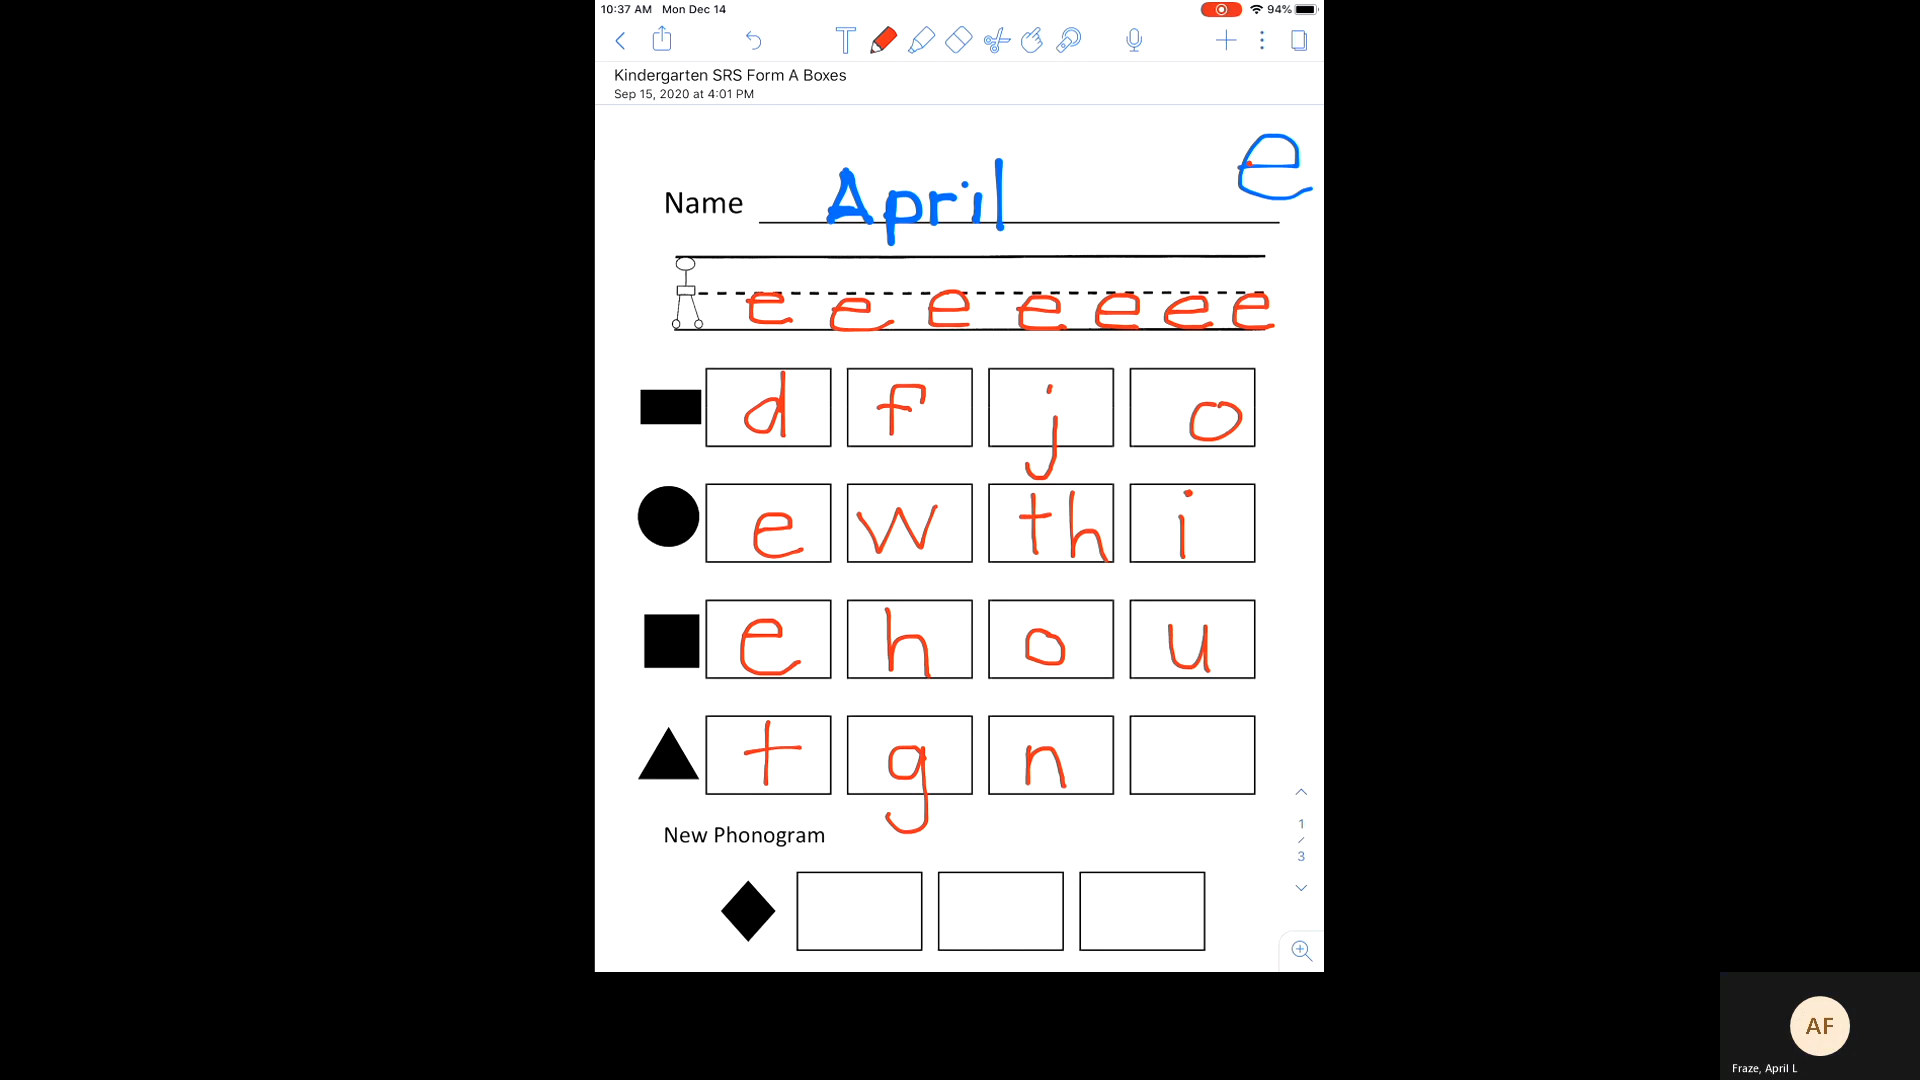 10:37 AM Mon Dec 14 94%
T
Kindergarten SRS Form A Boxes
Sep 15, 2020 at 4:01 PM
e
Name April
e e e e e e e
d f j o
e w th i
e h o u
t g n
New Phonogram
1
/
3
AF
Fraze, April L